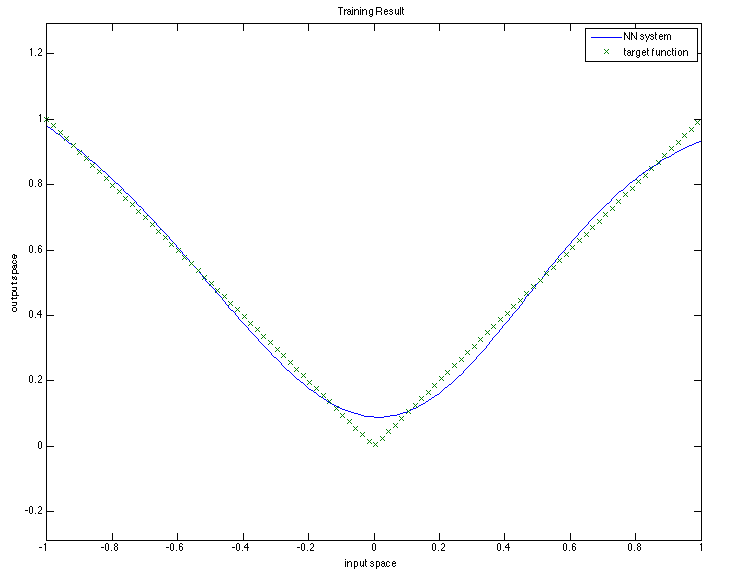 Training Result
NN system
target function
1.2
1
0.8
0.6
0.4
0.2
0
-0.2
output space
-1 -0.8 -0.6 -0.4 -0.2 0 0.2 0.4 0.6 0.8 1
input space